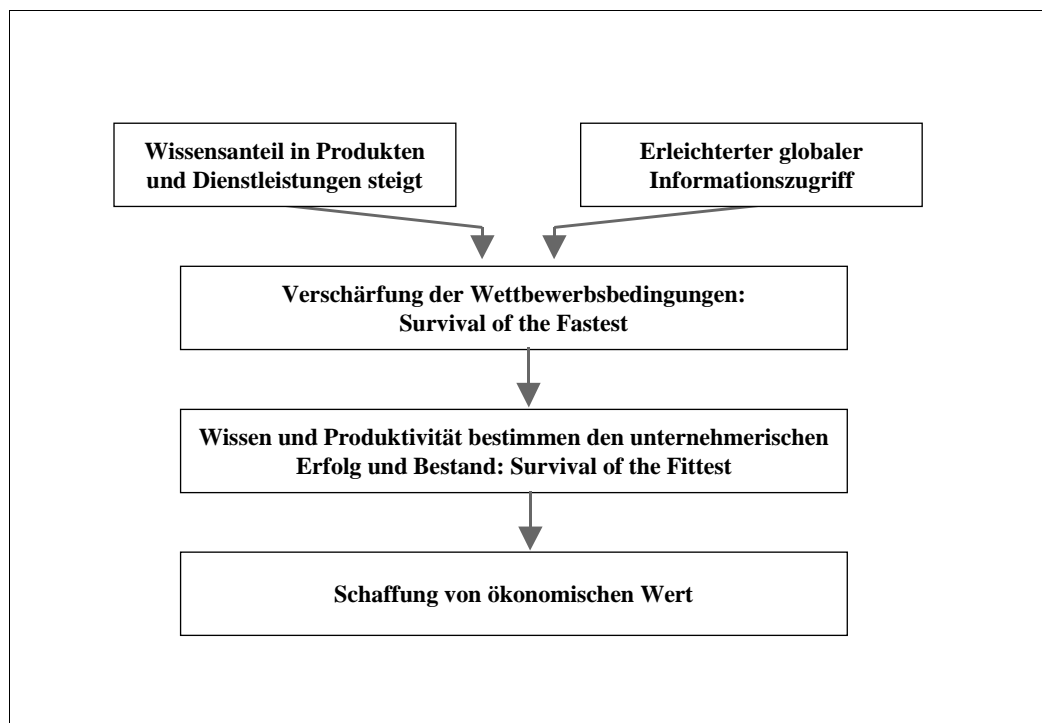 Wissensanteil in Produkten
und Dienstleistungen steigt
Erleichterter globaler
Informationszugriff
Verschärfung der Wettbewerbsbedingungen:
Survival of the Fastest
Wissen und Produktivität bestimmen den unternehmerischen
Erfolg und Bestand: Survival of the Fittest
Schaffung von ökonomischen Wert